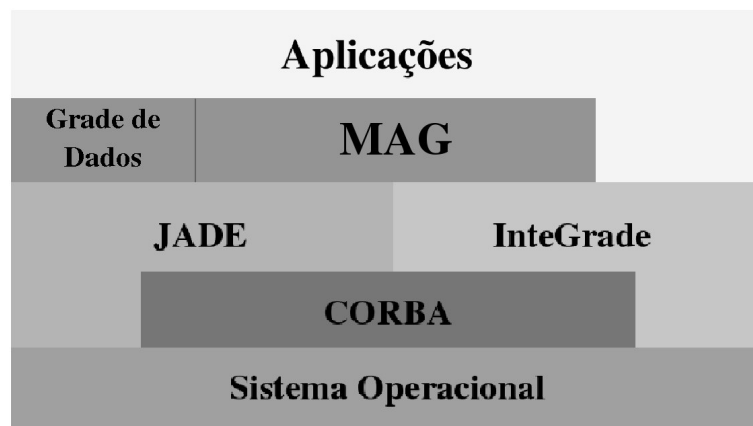 Aplicações
Grade de
Dados
MAG
JADE
InteGrade
CORBA
Sistema Operacional